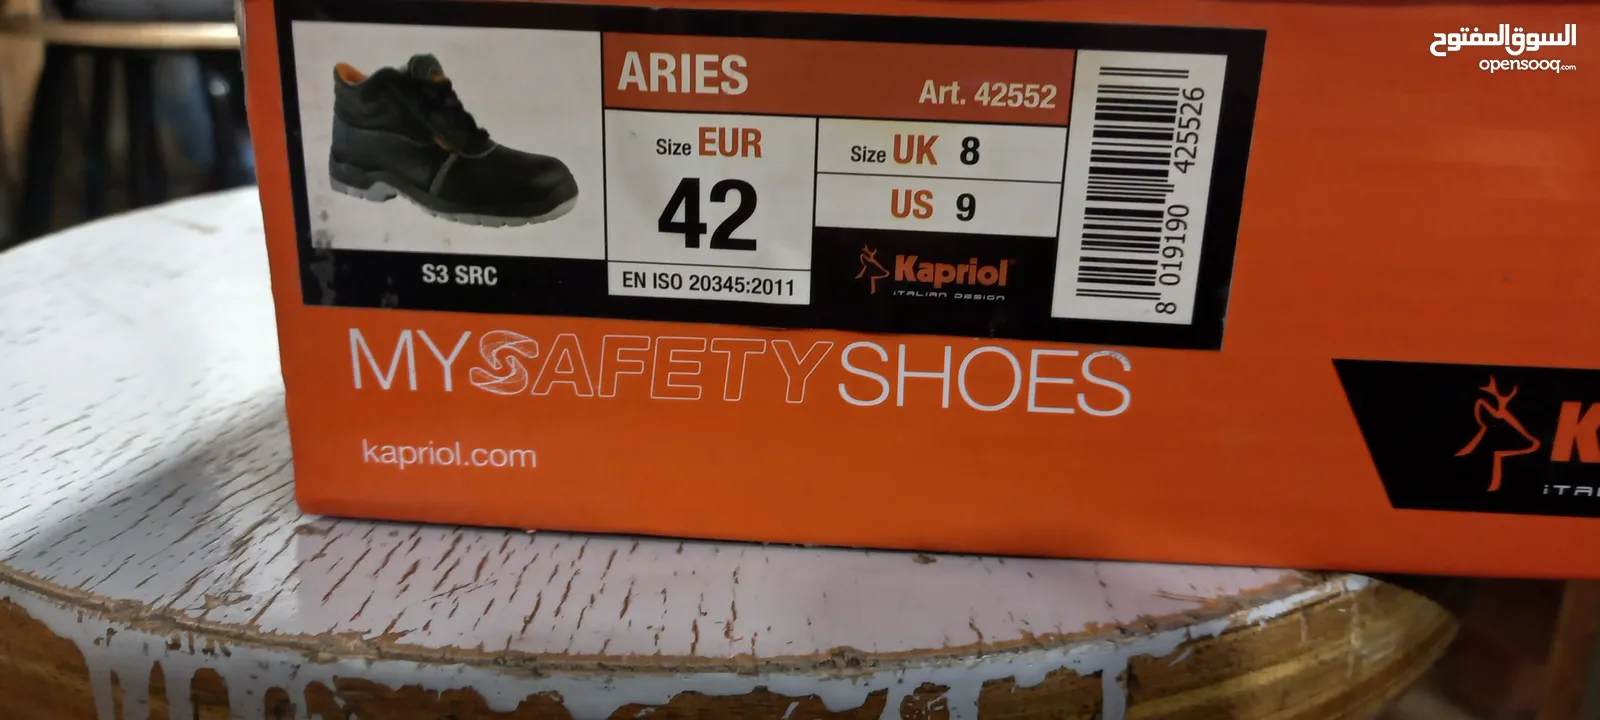 السوق المفتوح
opensooq.com
ARIES
Art. 42552
Size EUR
42
Size UK 8
US 9
S3 SRC
EN ISO 20345:2011
Kapriol
ITALIAN DESIGN
8 019190 425526
MYSAFETYSHOES
kapriol.com
K
ITA